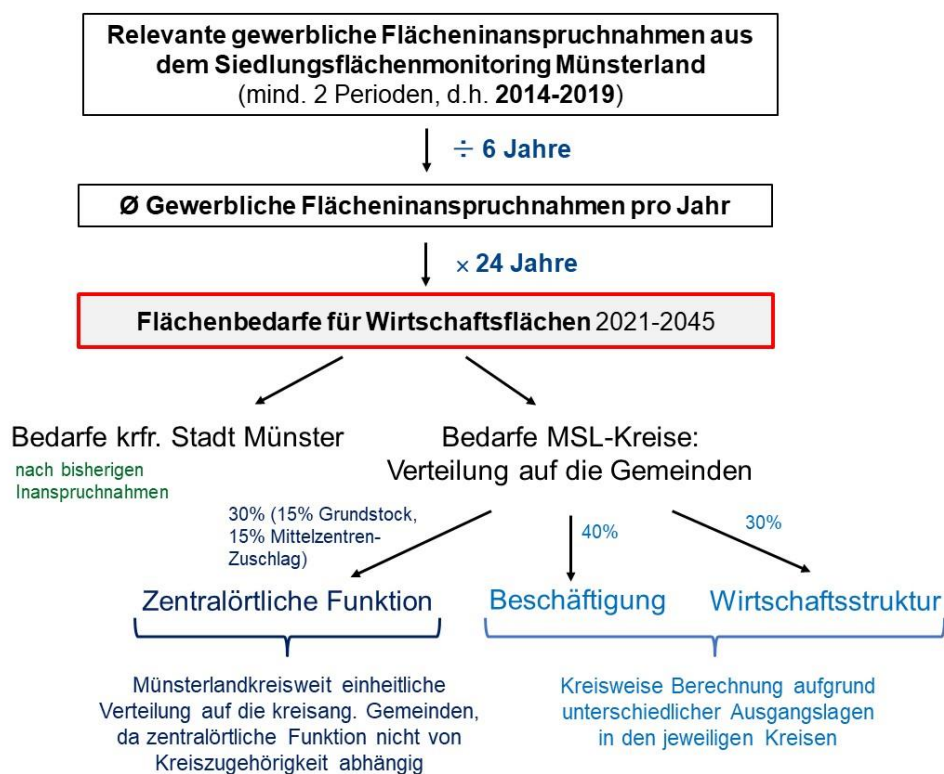 Relevante gewerbliche Flächeninanspruchnahmen aus
dem Siedlungsflächenmonitoring Münsterland
(mind. 2 Perioden, d.h. 2014-2019)
÷ 6 Jahre
Ø Gewerbliche Flächeninanspruchnahmen pro Jahr
× 24 Jahre
Flächenbedarfe für Wirtschaftsflächen 2021-2045
Bedarfe krfr. Stadt Münster
nach bisherigen
Inanspruchnahmen
Bedarfe MSL-Kreise:
Verteilung auf die Gemeinden
30% (15% Grundstock,
15% Mittelzentren-
Zuschlag)
40%
30%
Zentralörtliche Funktion
Beschäftigung
Wirtschaftsstruktur
Münsterlandkreisweit einheitliche
Verteilung auf die kreisang. Gemeinden,
da zentralörtliche Funktion nicht von
Kreiszugehörigkeit abhängig
Kreisweise Berechnung aufgrund
unterschiedlicher Ausgangslagen
in den jeweiligen Kreisen